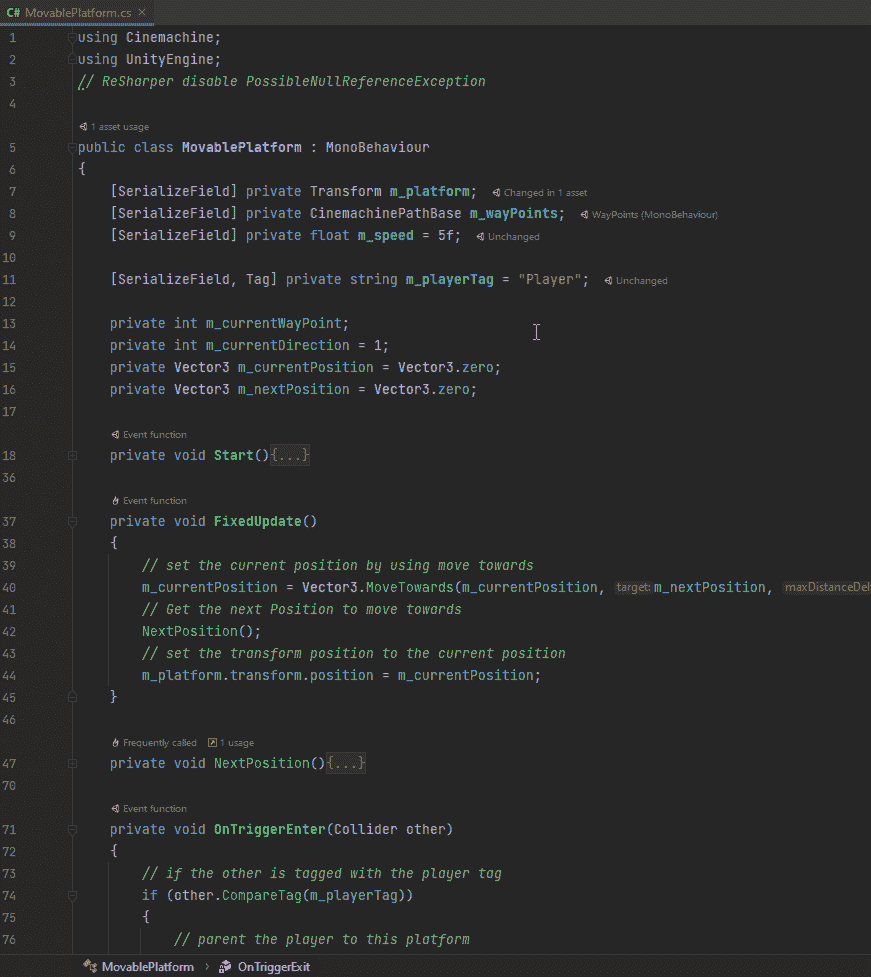 C# MovablePlatform.cs ×
1 using Cinemachine;
2 using UnityEngine;
3 // ReSharper disable PossibleNullReferenceException
4
1 asset usage
5 public class MovablePlatform : MonoBehaviour
6 {
7 [SerializeField] private Transform m_platform; Changed in 1 asset
8 [SerializeField] private CinemachinePathBase m_wayPoints; WayPoints (MonoBehaviour)
9 [SerializeField] private float m_speed = 5f; Unchanged
10
11 [SerializeField, Tag] private string m_playerTag = "Player"; Unchanged
12
13 private int m_currentWayPoint;
14 private int m_currentDirection = 1;
15 private Vector3 m_currentPosition = Vector3.zero;
16 private Vector3 m_nextPosition = Vector3.zero;
17
Event function
18 private void Start(){...}
36
Event function
37 private void FixedUpdate()
38 {
39 // set the current position by using move towards
40 m_currentPosition = Vector3.MoveTowards(m_currentPosition, target: m_nextPosition, maxDistanceDel
41 // Get the next Position to move towards
42 NextPosition();
43 // set the transform position to the current position
44 m_platform.transform.position = m_currentPosition;
45 }
46
Frequently called 1 usage
47 private void NextPosition(){...}
70
Event function
71 private void OnTriggerEnter(Collider other)
72 {
73 // if the other is tagged with the player tag
74 if (other.CompareTag(m_playerTag))
75 {
76 // parent the player to this platform
MovablePlatform › OnTriggerExit